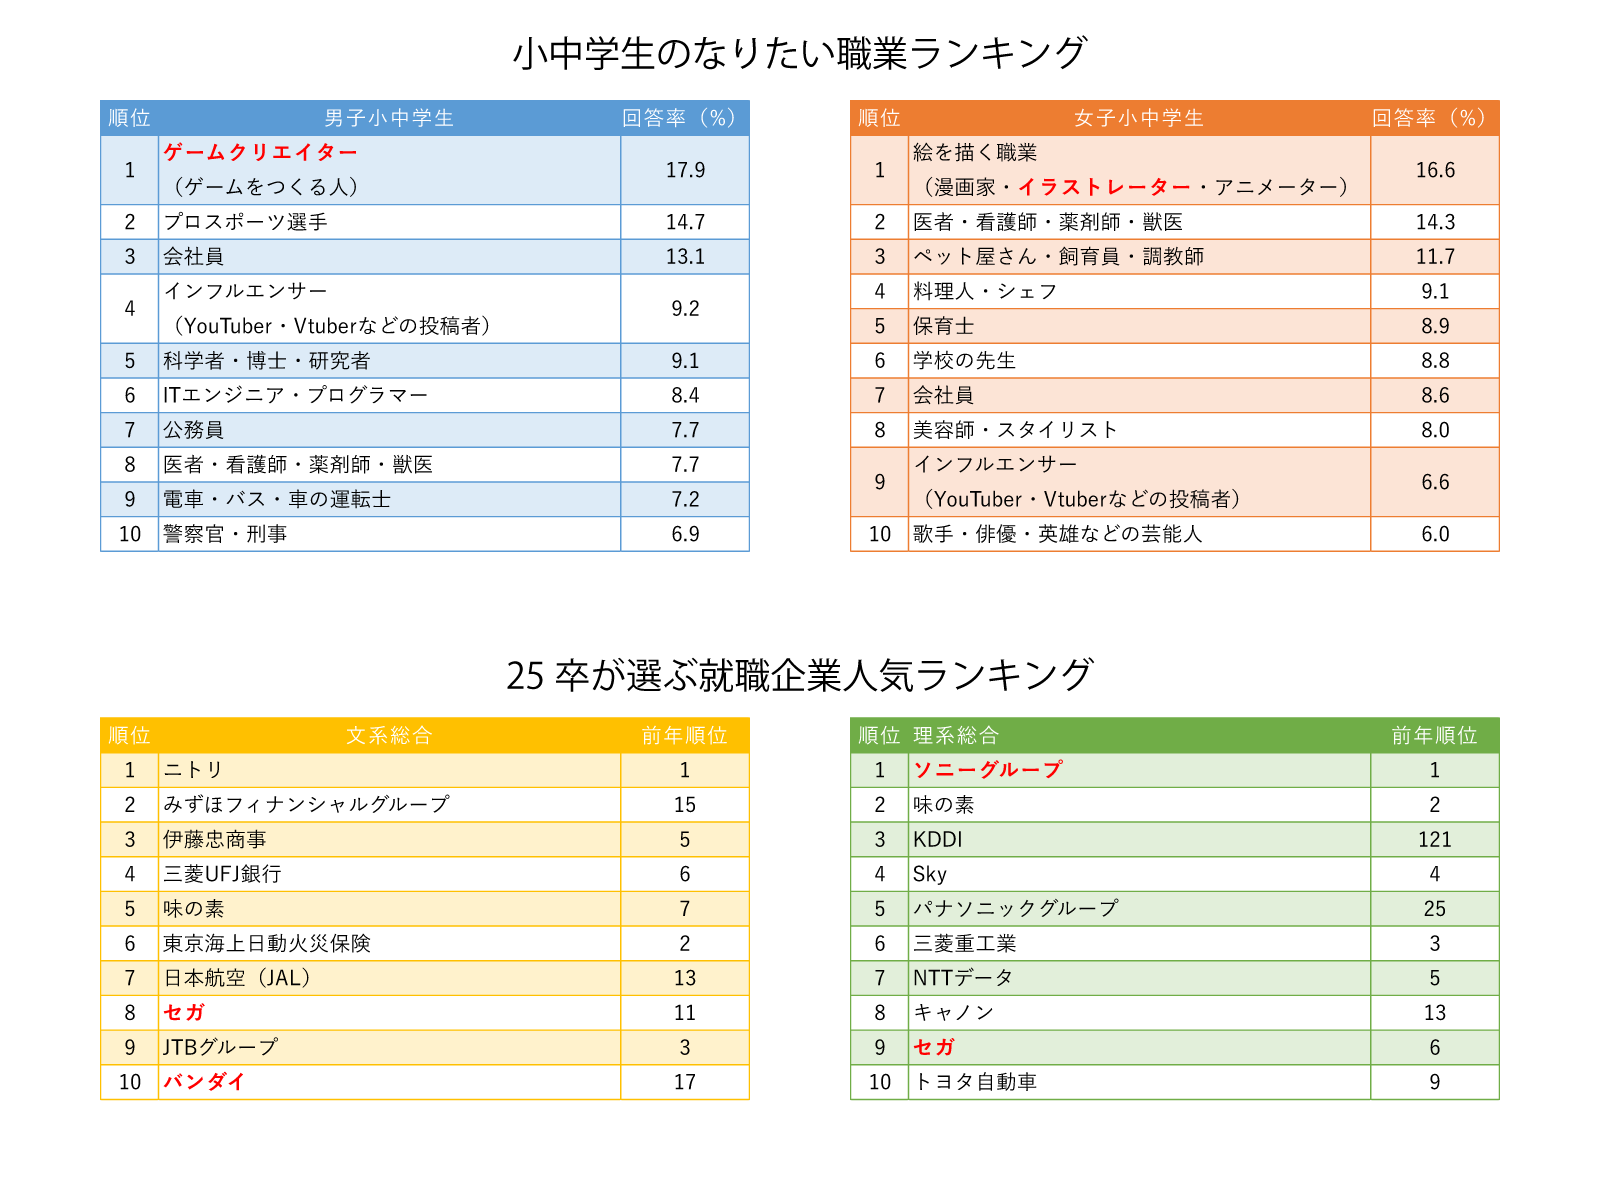 小中学生のなりたい職業ランキング
順位 男子小中学生 回答率（%）
1 ゲームクリエイター
（ゲームをつくる人） 17.9
2 プロスポーツ選手 14.7
3 会社員 13.1
4 インフルエンサー
（YouTuber・Vtuberなどの投稿者） 9.2
5 科学者・博士・研究者 9.1
6 ITエンジニア・プログラマー 8.4
7 公務員 7.7
8 医者・看護師・薬剤師・獣医 7.7
9 電車・バス・車の運転士 7.2
10 警察官・刑事 6.9
順位 女子小中学生 回答率（%）
1 絵を描く職業
（漫画家・イラストレーター・アニメーター） 16.6
2 医者・看護師・薬剤師・獣医 14.3
3 ペット屋さん・飼育員・調教師 11.7
4 料理人・シェフ 9.1
5 保育士 8.9
6 学校の先生 8.8
7 会社員 8.6
8 美容師・スタイリスト 8.0
9 インフルエンサー
（YouTuber・Vtuberなどの投稿者） 6.6
10 歌手・俳優・英雄などの芸能人 6.0
25 卒が選ぶ就職企業人気ランキング
順位 文系総合 前年順位
1 ニトリ 1
2 みずほフィナンシャルグループ 15
3 伊藤忠商事 5
4 三菱UFJ銀行 6
5 味の素 7
6 東京海上日動火災保険 2
7 日本航空（JAL） 13
8 セガ 11
9 JTBグループ 3
10 バンダイ 17
順位 理系総合 前年順位
1 ソニーグループ 1
2 味の素 2
3 KDDI 121
4 Sky 4
5 パナソニックグループ 25
6 三菱重工業 3
7 NTTデータ 5
8 キャノン 13
9 セガ 6
10 トヨタ自動車 9